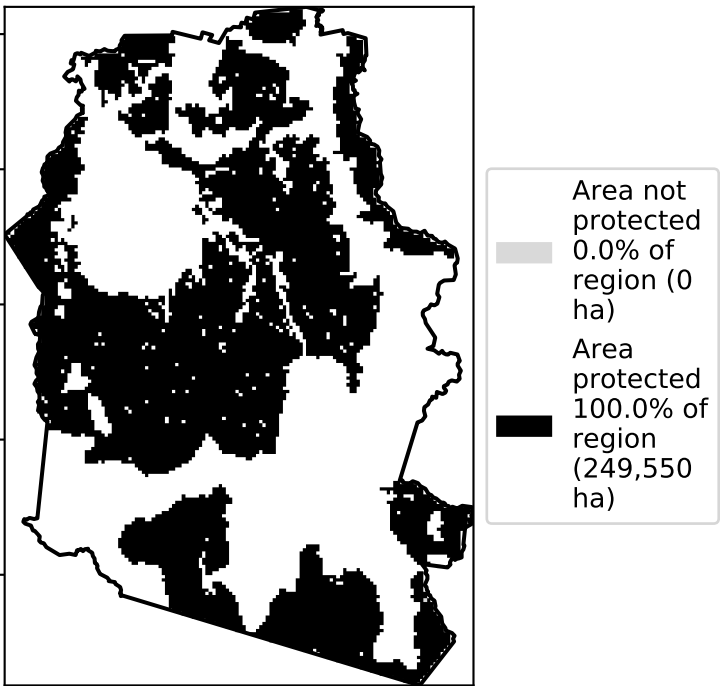 Area not
protected
0.0% of
region (0
ha)
Area
protected
100.0% of
region
(249,550
ha)